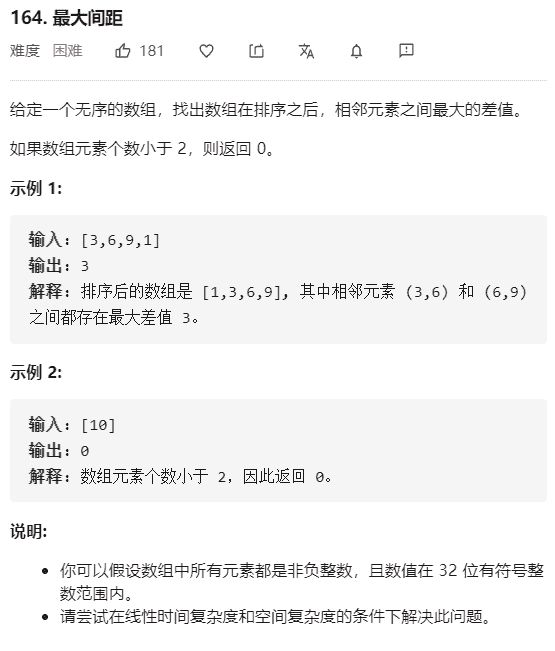 164. 最大间距
难度 困难 181
给定一个无序的数组，找出数组在排序之后，相邻元素之间最大的差值。
如果数组元素个数小于 2，则返回 0。
示例 1:
输入: [3,6,9,1]
输出: 3
解释: 排序后的数组是 [1,3,6,9], 其中相邻元素 (3,6) 和 (6,9)
之间都存在最大差值 3。
示例 2:
输入: [10]
输出: 0
解释: 数组元素个数小于 2，因此返回 0。
说明:
你可以假设数组中所有元素都是非负整数，且数值在 32 位有符号整
数范围内。
请尝试在线性时间复杂度和空间复杂度的条件下解决此问题。